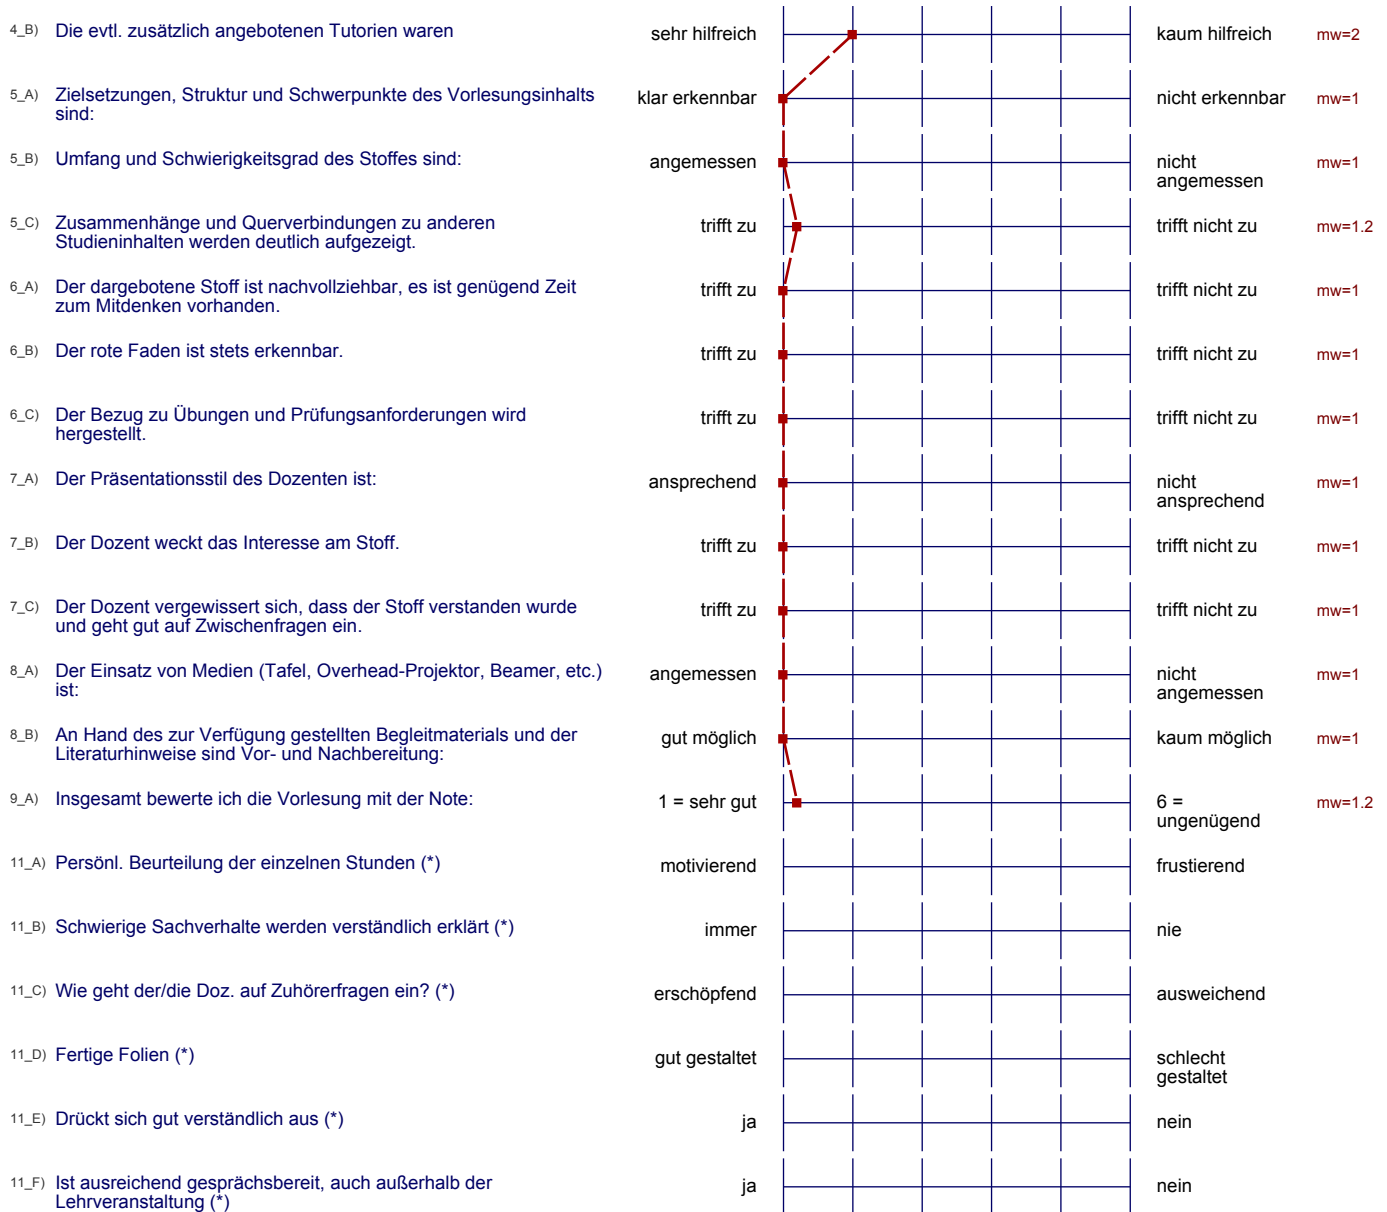 4_B) Die evtl. zusätzlich angebotenen Tutorien waren sehr hilfreich kaum hilfreich mw=2
5_A) Zielsetzungen, Struktur und Schwerpunkte des Vorlesungsinhalts klar erkennbar nicht erkennbar mw=1
sind:
5_B) Umfang und Schwierigkeitsgrad des Stoffes sind: angemessen nicht mw=1
angemessen
5_C) Zusammenhänge und Querverbindungen zu anderen trifft zu trifft nicht zu mw=1.2
Studieninhalten werden deutlich aufgezeigt.
6_A) Der dargebotene Stoff ist nachvollziehbar, es ist genügend Zeit trifft zu trifft nicht zu mw=1
zum Mitdenken vorhanden.
6_B) Der rote Faden ist stets erkennbar. trifft zu trifft nicht zu mw=1
6_C) Der Bezug zu Übungen und Prüfungsanforderungen wird trifft zu trifft nicht zu mw=1
hergestellt.
7_A) Der Präsentationsstil des Dozenten ist: ansprechend nicht mw=1
ansprechend
7_B) Der Dozent weckt das Interesse am Stoff. trifft zu trifft nicht zu mw=1
7_C) Der Dozent vergewissert sich, dass der Stoff verstanden wurde trifft zu trifft nicht zu mw=1
und geht gut auf Zwischenfragen ein.
8_A) Der Einsatz von Medien (Tafel, Overhead-Projektor, Beamer, etc.) angemessen nicht mw=1
ist: angemessen
8_B) An Hand des zur Verfügung gestellten Begleitmaterials und der gut möglich kaum möglich mw=1
Literaturhinweise sind Vor- und Nachbereitung:
9_A) Insgesamt bewerte ich die Vorlesung mit der Note: 1 = sehr gut 6 = mw=1.2
ungenügend
11_A) Persönl. Beurteilung der einzelnen Stunden (*) motivierend frustierend
11_B) Schwierige Sachverhalte werden verständlich erklärt (*) immer nie
11_C) Wie geht der/die Doz. auf Zuhörerfragen ein? (*) erschöpfend ausweichend
11_D) Fertige Folien (*) gut gestaltet schlecht
gestaltet
11_E) Drückt sich gut verständlich aus (*) ja nein
11_F) Ist ausreichend gesprächsbereit, auch außerhalb der ja nein
Lehrveranstaltung (*)